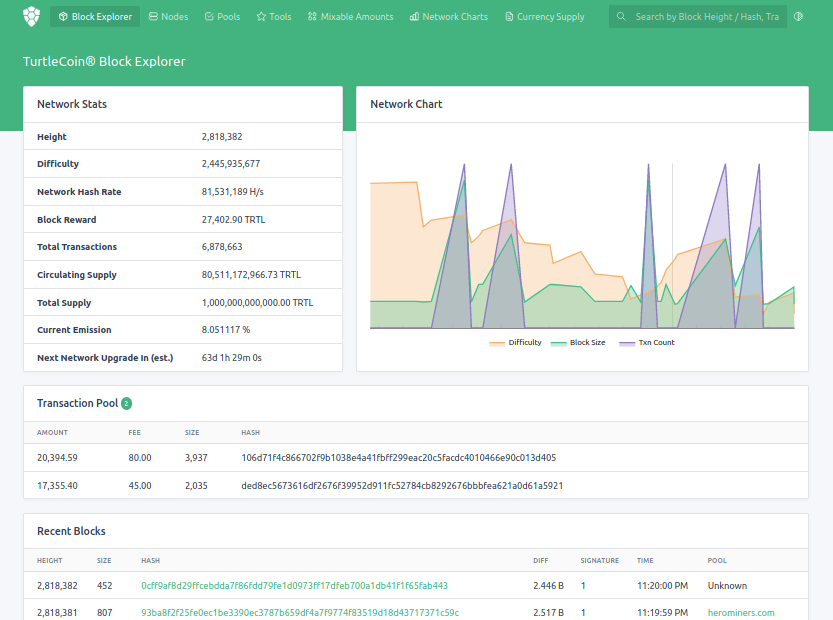 Block Explorer Nodes Pools Tools Mixable Amounts Network Charts Currency Supply Search by Block Height / Hash, Tra
TurtleCoin® Block Explorer
Network Stats
Height 2,818,382
Difficulty 2,445,935,677
Network Hash Rate 81,531,189 H/s
Block Reward 27,402.90 TRTL
Total Transactions 6,878,663
Circulating Supply 80,511,172,966.73 TRTL
Total Supply 1,000,000,000,000.00 TRTL
Current Emission 8.051117 %
Next Network Upgrade In (est.) 63d 1h 29m 0s
Network Chart
Difficulty Block Size Txn Count
Transaction Pool 2
AMOUNT FEE SIZE HASH
20,394.59 80.00 3,937 106d71f4c866702f9b1038e4a41fbff299eac20c5facdc4010466e90c013d405
17,355.40 45.00 2,035 ded8ec5673616df2676f39952d911fc52784cb8292676bbbfea621a0d61a5921
Recent Blocks
HEIGHT SIZE HASH DIFF SIGNATURE TIME POOL
2,818,382 452 0cff9af8d29ffcebdda7f86fdd79fe1d0973ff17dfeb700a1db41f1f65fab443 2.446 B 1 11:20:00 PM Unknown
2,818,381 807 93ba8f2f25fe0ec1be3390ec3787b659df4a7f9774f83519d18d43717371c59c 2.517 B 1 11:19:59 PM herominers.com